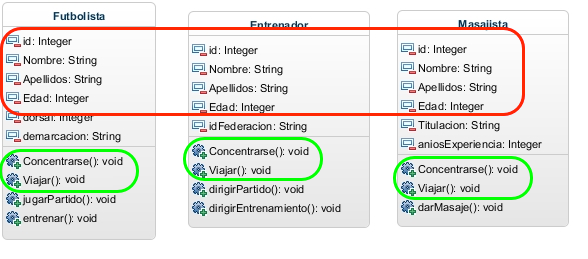 Futbolista
id: Integer
Nombre: String
Apellidos: String
Edad: Integer
dorsal: Integer
demarcacion: String
Concentrarse(): void
Viajar(): void
jugarPartido(): void
entrenar(): void
Entrenador
id: Integer
Nombre: String
Apellidos: String
Edad: Integer
idFederacion: String
Concentrarse(): void
Viajar(): void
dirigirPartido(): void
dirigirEntrenamiento(): void
Masajista
id: Integer
Nombre: String
Apellidos: String
Edad: Integer
Titulacion: String
aniosExperiencia: Integer
Concentrarse(): void
Viajar(): void
darMasaje(): void